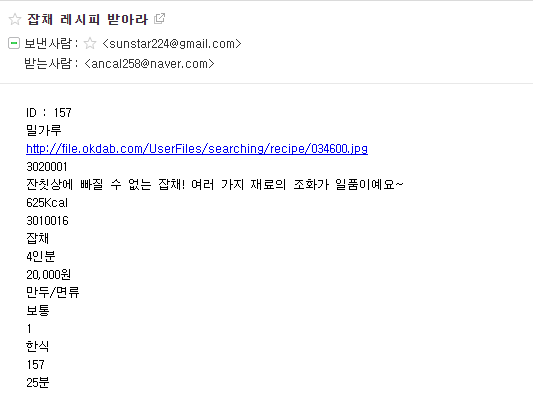 잡채 레시피 받아라
보낸사람 : <sunstar224@gmail.com>
받는사람 : <ancal258@naver.com>
ID : 157
밀가루
http://file.okdab.com/UserFiles/searching/recipe/034600.jpg
3020001
잔칫상에 빠질 수 없는 잡채! 여러 가지 재료의 조화가 일품이예요~
625Kcal
3010016
잡채
4인분
20,000원
만두/면류
보통
1
한식
157
25분